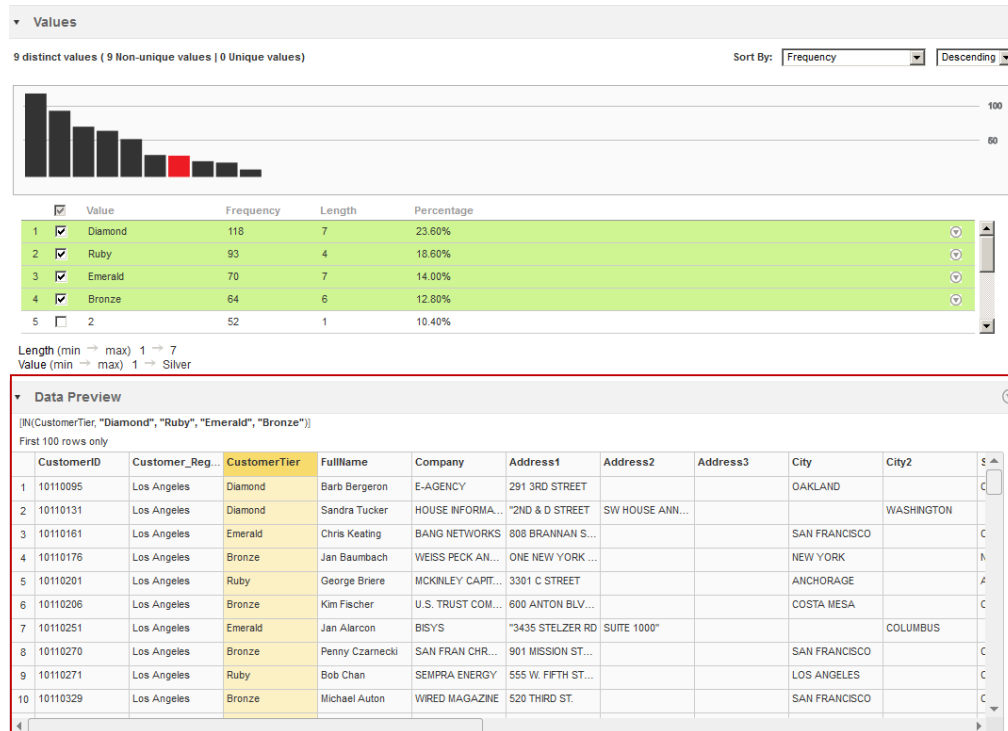 Values
9 distinct values ( 9 Non-unique values | 0 Unique values)
Sort By: Frequency Descending
100
50
Value Frequency Length Percentage
1 Diamond 118 7 23.60%
2 Ruby 93 4 18.60%
3 Emerald 70 7 14.00%
4 Bronze 64 6 12.80%
5 2 52 1 10.40%
Length (min → max) 1 → 7
Value (min → max) 1 → Silver
Data Preview
[IN(CustomerTier, "Diamond", "Ruby", "Emerald", "Bronze")]
First 100 rows only
CustomerID Customer_Reg... CustomerTier FullName Company Address1 Address2 Address3 City City2
1 10110095 Los Angeles Diamond Barb Bergeron E-AGENCY 291 3RD STREET OAKLAND
2 10110131 Los Angeles Diamond Sandra Tucker HOUSE INFORMA... "2ND & D STREET SW HOUSE ANN... WASHINGTON
3 10110161 Los Angeles Emerald Chris Keating BANG NETWORKS 808 BRANNAN S... SAN FRANCISCO
4 10110176 Los Angeles Bronze Jan Baumbach WEISS PECK AN... ONE NEW YORK ... NEW YORK
5 10110201 Los Angeles Ruby George Briere MCKINLEY CAPIT... 3301 C STREET ANCHORAGE
6 10110206 Los Angeles Bronze Kim Fischer U.S. TRUST COM... 600 ANTON BLV... COSTA MESA
7 10110251 Los Angeles Emerald Jan Alarcon BISYS "3435 STELZER RD SUITE 1000" COLUMBUS
8 10110270 Los Angeles Bronze Penny Czarnecki SAN FRAN CHR... 901 MISSION ST... SAN FRANCISCO
9 10110271 Los Angeles Ruby Bob Chan SEMPRA ENERGY 555 W. FIFTH ST... LOS ANGELES
10 10110329 Los Angeles Bronze Michael Auton WIRED MAGAZINE 520 THIRD ST. SAN FRANCISCO